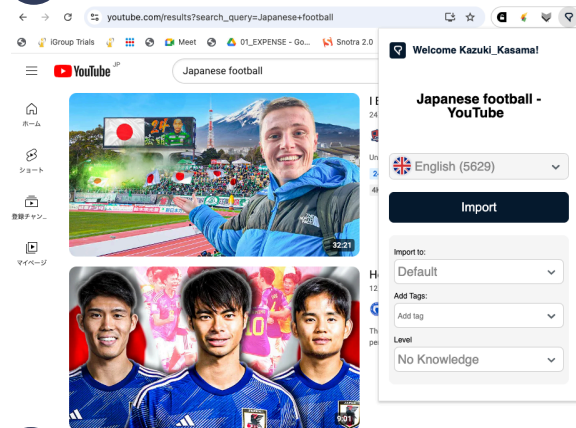 youtube.com/results?search_query=Japanese+football
iGroup Trials
Meet
01_EXPENSE - Go...
Snotra 2.0
YouTube JP
Japanese football
ホーム
ショート
登録チャン...
マイページ
32:21
9:01
Welcome Kazuki_Kasama!
Japanese football -
YouTube
English (5629)
Import
Import to:
Default
Add Tags:
Add tag
Level
No Knowledge